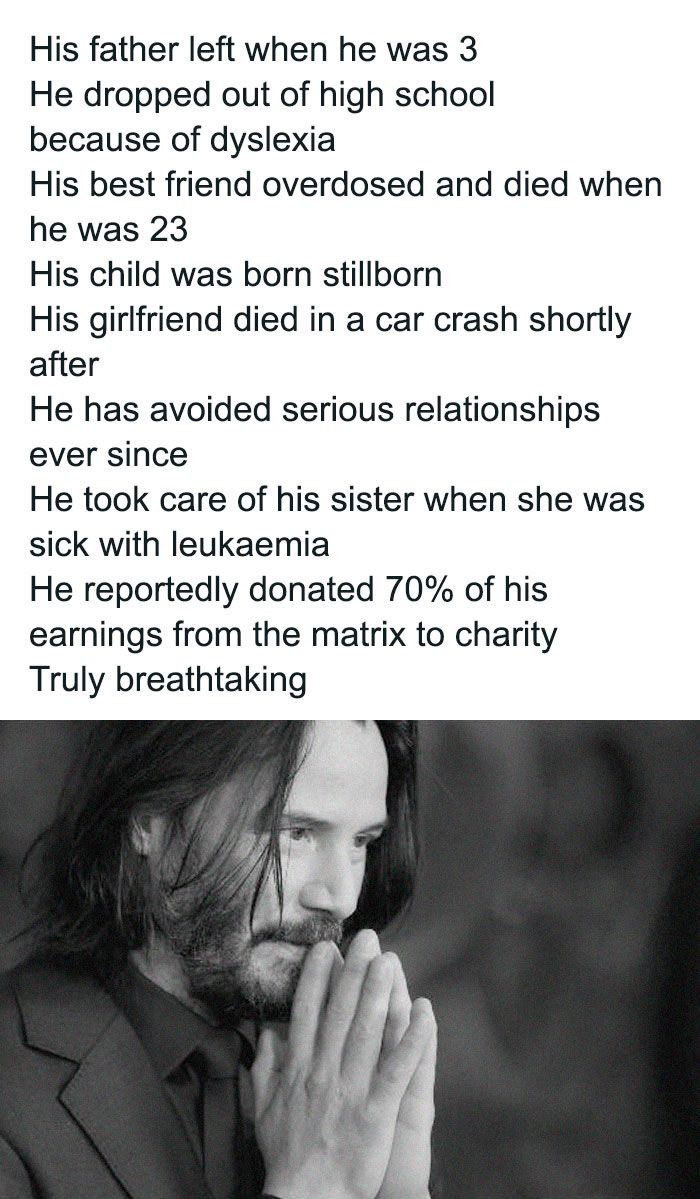 His father left when he was 3
He dropped out of high school
because of dyslexia
His best friend overdosed and died when
he was 23
His child was born stillborn
His girlfriend died in a car crash shortly
after
He has avoided serious relationships
ever since
He took care of his sister when she was
sick with leukaemia
He reportedly donated 70% of his
earnings from the matrix to charity
Truly breathtaking